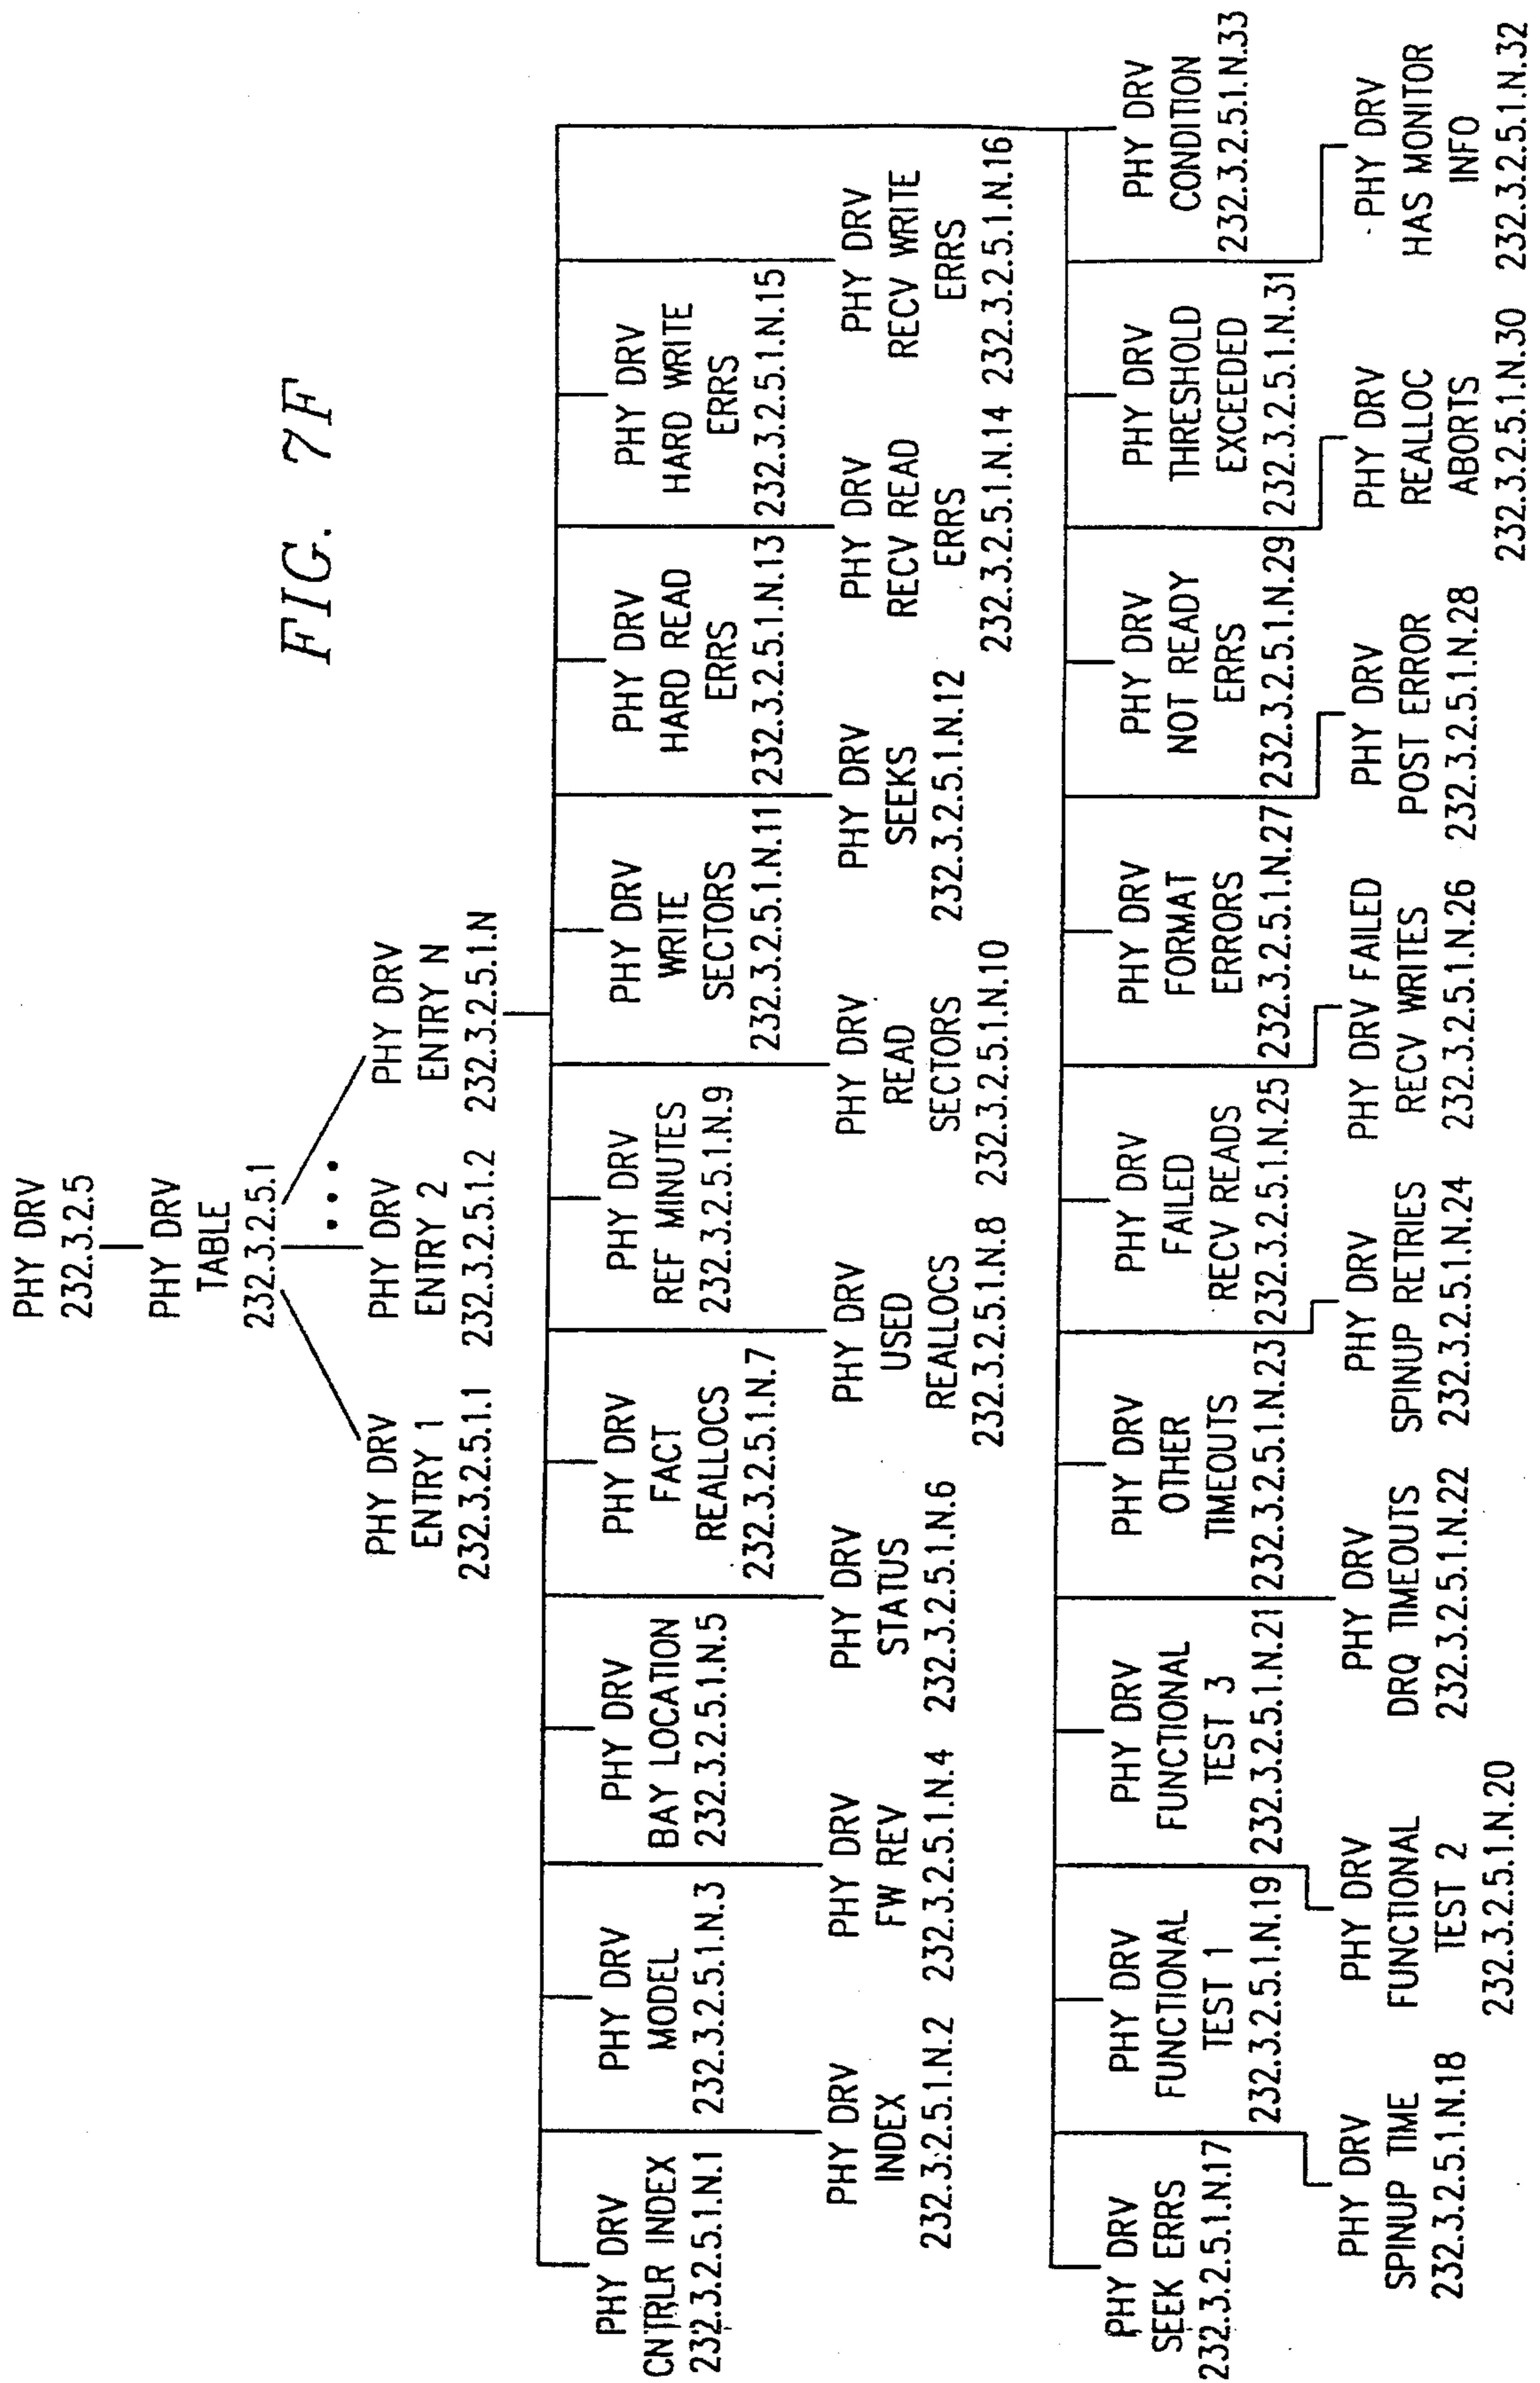 FIG. 7F
PHY DRV
232.3.2.5
PHY DRV
TABLE
232.3.2.5.1
PHY DRV
ENTRY 1
232.3.2.5.1.1
PHY DRV
ENTRY 2
232.3.2.5.1.2
PHY DRV
ENTRY N
232.3.2.5.1.N
PHY DRV
CNTRLR INDEX
232.3.2.5.1.N.1
PHY DRV
INDEX
232.3.2.5.1.N.2
PHY DRV
MODEL
232.3.2.5.1.N.3
PHY DRV
FW REV
232.3.2.5.1.N.4
PHY DRV
BAY LOCATION
232.3.2.5.1.N.5
PHY DRV
STATUS
232.3.2.5.1.N.6
PHY DRV
FACT
REALLOCS
232.3.2.5.1.N.7
PHY DRV
USED
REALLOCS
232.3.2.5.1.N.8
PHY DRV
REF MINUTES
232.3.2.5.1.N.9
PHY DRV
READ
SECTORS
232.3.2.5.1.N.10
PHY DRV
WRITE
SECTORS
232.3.2.5.1.N.11
PHY DRV
SEEKS
232.3.2.5.1.N.12
PHY DRV
HARD READ
ERRS
232.3.2.5.1.N.13
PHY DRV
RECV READ
ERRS
232.3.2.5.1.N.14
PHY DRV
HARD WRITE
ERRS
232.3.2.5.1.N.15
PHY DRV
RECV WRITE
ERRS
232.3.2.5.1.N.16
PHY DRV
SEEK ERRS
232.3.2.5.1.N.17
PHY DRV
SPINUP TIME
232.3.2.5.1.N.18
PHY DRV
FUNCTIONAL
TEST 1
232.3.2.5.1.N.19
PHY DRV
FUNCTIONAL
TEST 2
232.3.2.5.1.N.20
PHY DRV
FUNCTIONAL
TEST 3
232.3.2.5.1.N.21
PHY DRV
DRQ TIMEOUTS
232.3.2.5.1.N.22
PHY DRV
OTHER
TIMEOUTS
232.3.2.5.1.N.23
PHY DRV
SPINUP RETRIES
232.3.2.5.1.N.24
PHY DRV
FAILED
RECV READS
232.3.2.5.1.N.25
PHY DRV FAILED
RECV WRITES
232.3.2.5.1.N.26
PHY DRV
FORMAT
ERRORS
232.3.2.5.1.N.27
PHY DRV
POST ERROR
232.3.2.5.1.N.28
PHY DRV
NOT READY
ERRS
232.3.2.5.1.N.29
PHY DRV
REALLOC
ABORTS
232.3.2.5.1.N.30
PHY DRV
THRESHOLD
EXCEEDED
232.3.2.5.1.N.31
PHY DRV
HAS MONITOR
INFO
232.3.2.5.1.N.32
PHY DRV
CONDITION
232.3.2.5.1.N.33